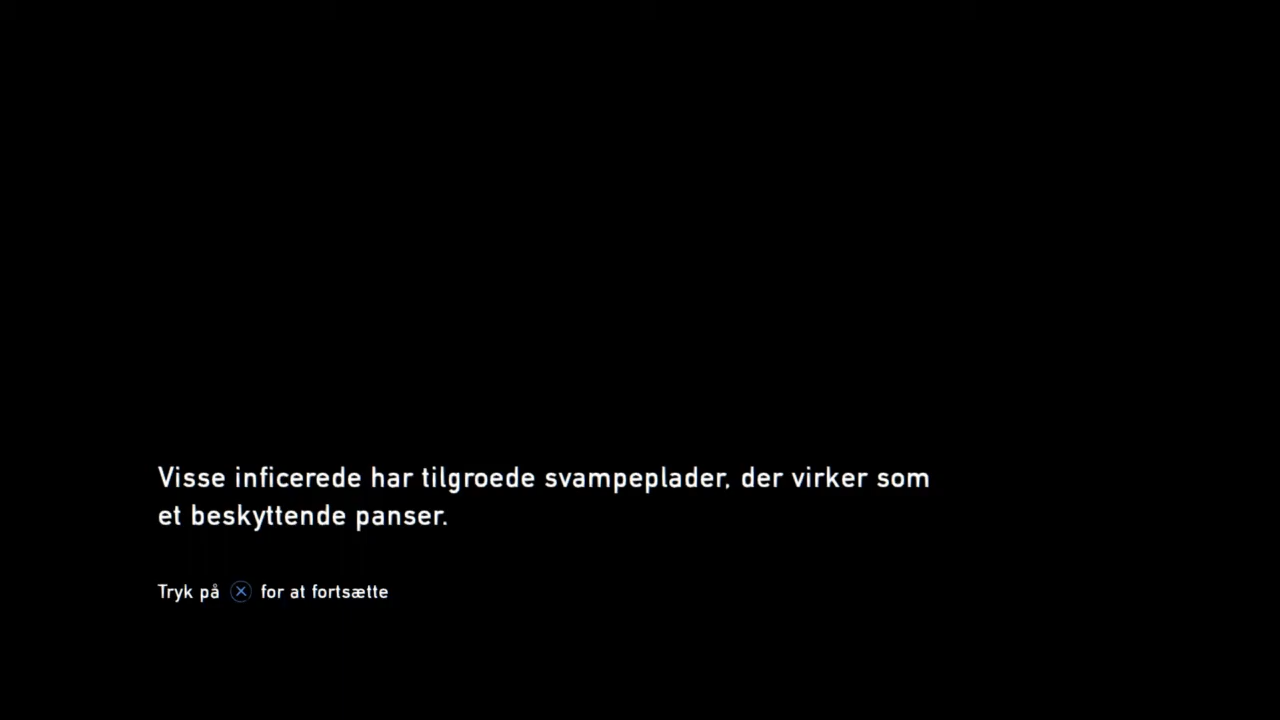 Visse inficerede har tilgroede svampeplader, der virker som
et beskyttende panser.
Tryk på ⓧ for at fortsætte